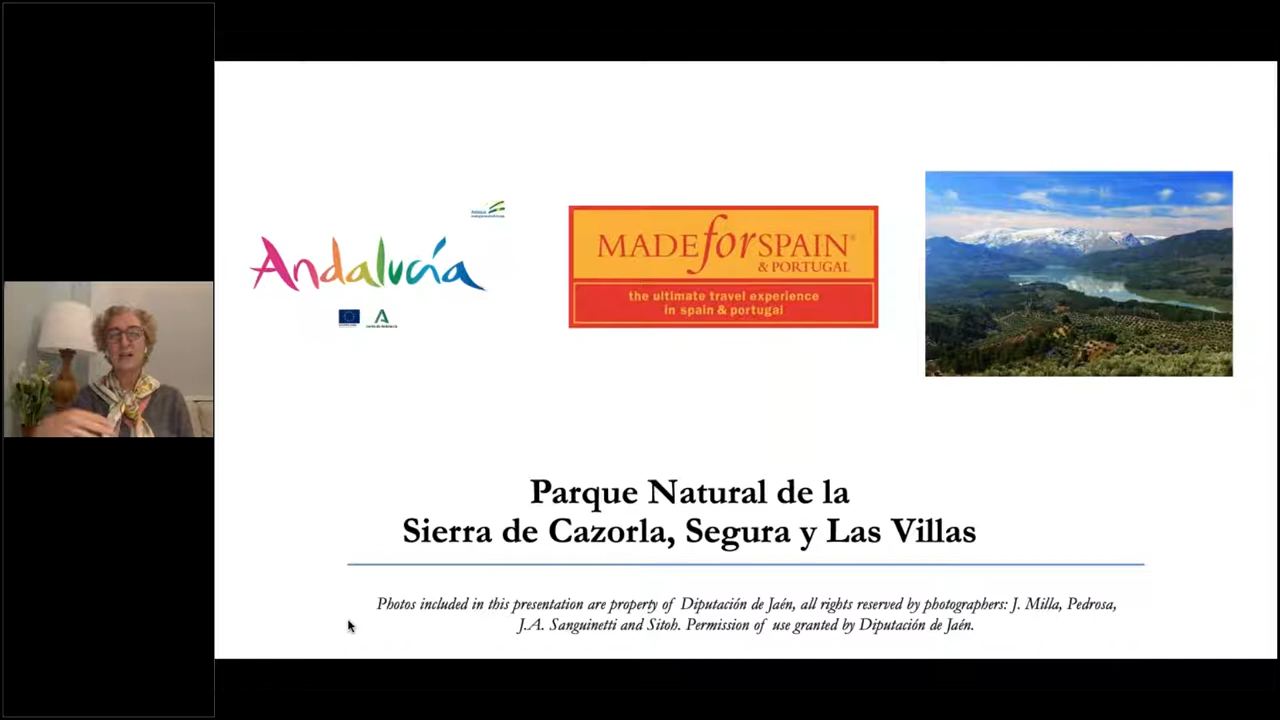 Andalucía
MADE for SPAIN®
& PORTUGAL
the ultimate travel experience
in spain & portugal
Parque Natural de la
Sierra de Cazorla, Segura y Las Villas
Photos included in this presentation are property of Diputación de Jaén, all rights reserved by photographers: J. Milla, Pedrosa,
J.A. Sanguinetti and Sitoh. Permission of use granted by Diputación de Jaén.